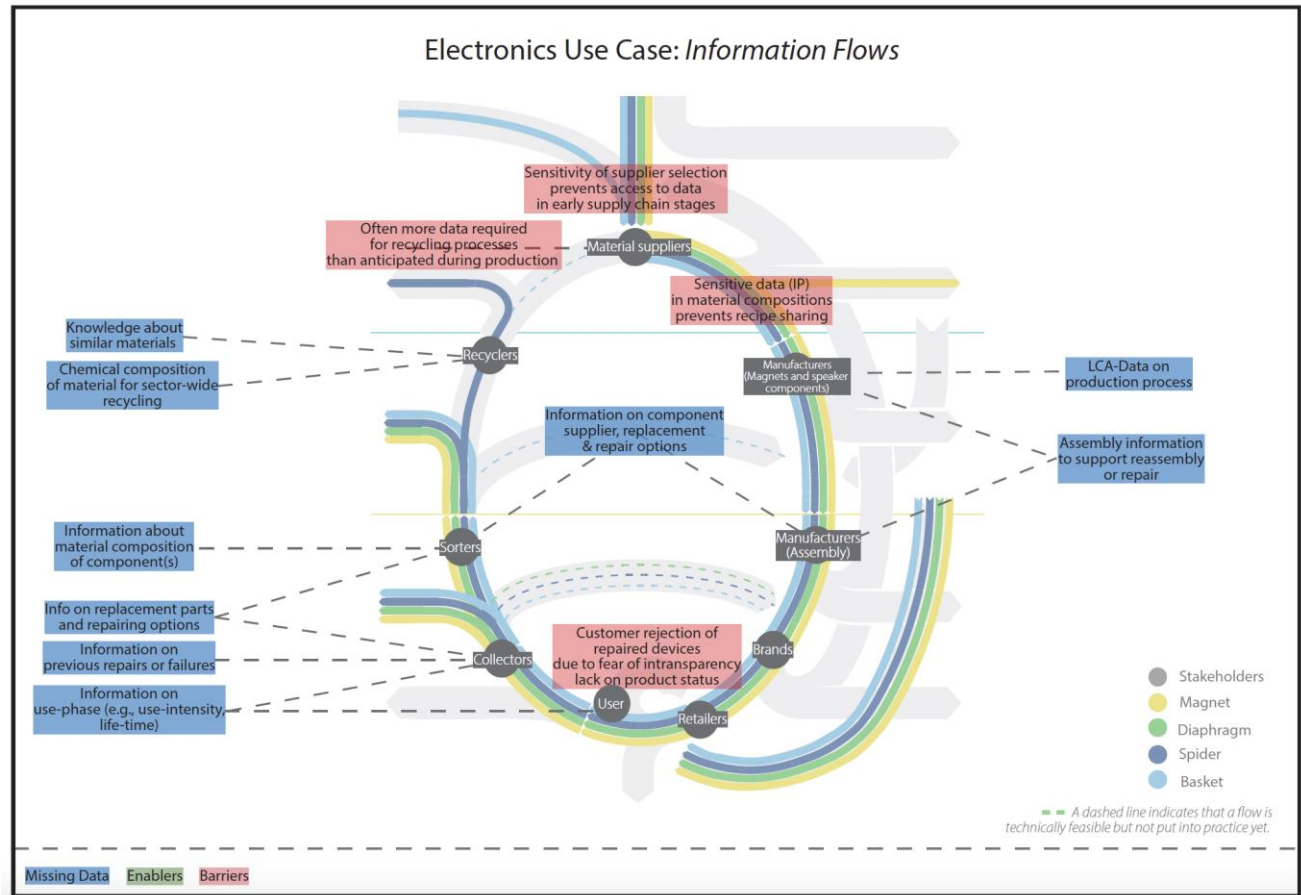 Electronics Use Case: Information Flows
Sensitivity of supplier selection
prevents access to data
in early supply chain stages
Often more data required
for recycling processes
than anticipated during production
Material suppliers
Sensitive data (IP)
in material compositions
prevents recipe sharing
Knowledge about
similar materials
Recyclers
Chemical composition
of material for sector-wide
recycling
Manufacturers
(Magnets and speaker
components)
LCA-Data on
production process
Information on component
supplier, replacement
& repair options
Assembly information
to support reassembly
or repair
Information about
material composition
of component(s)
Sorters
Manufacturers
(Assembly)
Info on replacement parts
and repairing options
Information on
previous repairs or failures
Collectors
Customer rejection of
repaired devices
due to fear of intransparency
lack on product status
Brands
Information on
use-phase (e.g., use-intensity,
life-time)
User
Retailers
Stakeholders
Magnet
Diaphragm
Spider
Basket
A dashed line indicates that a flow is
technically feasible but not put into practice yet.
Missing Data
Enablers
Barriers